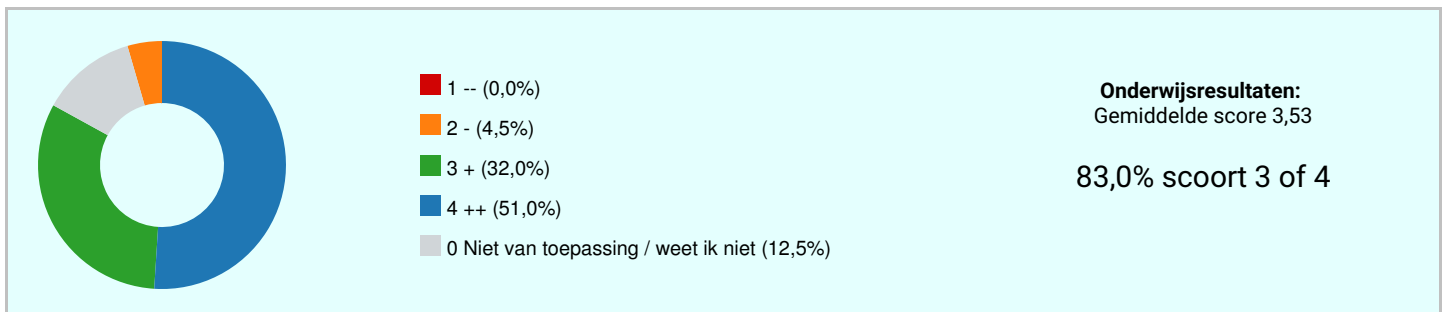 1 -- (0,0%)
2 - (4,5%)
3 + (32,0%)
4 ++ (51,0%)
0 Niet van toepassing / weet ik niet (12,5%)
Onderwijsresultaten:
Gemiddelde score 3,53
83,0% scoort 3 of 4